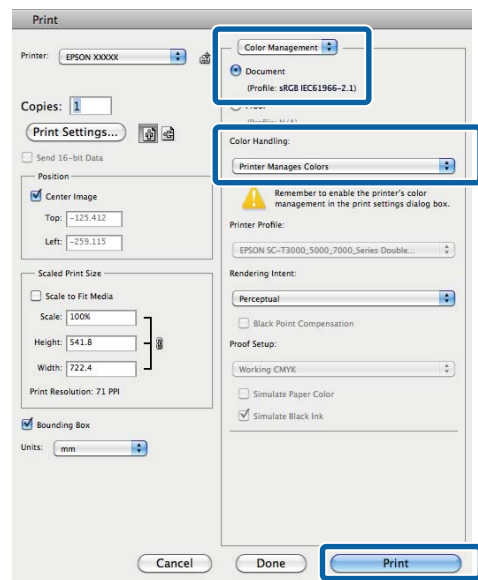 Print
Printer: EPSON XXXXX
Copies: 1
Print Settings...
Send 16-bit Data
Position
Center Image
Top: -125.412
Left: -259.115
Scaled Print Size
Scale to Fit Media
Scale: 100%
Height: 541.8
Width: 722.4
Print Resolution: 71 PPI
Bounding Box
Units: mm
Color Management
Document
(Profile: sRGB IEC61966-2.1)
(Profile: N/A)
Color Handling:
Printer Manages Colors
Remember to enable the printer's color
management in the print settings dialog box.
Printer Profile:
EPSON SC-T3000_5000_7000_Series Double...
Rendering Intent:
Perceptual
Black Point Compensation
Proof Setup:
Working CMYK
Simulate Paper Color
Simulate Black Ink
Cancel
Done
Print